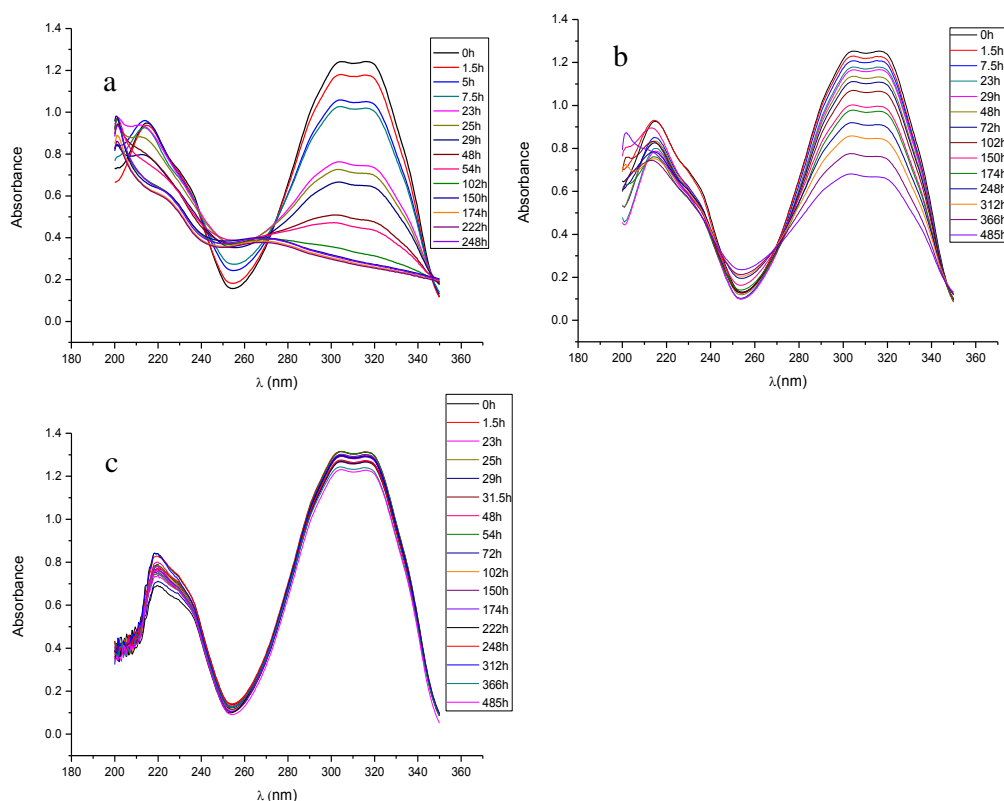 a
Absorbance
1.4
1.2
1.0
0.8
0.6
0.4
0.2
0.0
180 200 220 240 260 280 300 320 340 360
λ (nm)
0h
1.5h
5h
7.5h
23h
25h
29h
48h
54h
102h
150h
174h
222h
248h
b
Absorbance
1.4
1.2
1.0
0.8
0.6
0.4
0.2
0.0
180 200 220 240 260 280 300 320 340 360
λ(nm)
0h
1.5h
7.5h
23h
29h
48h
72h
102h
150h
174h
248h
312h
366h
485h
c
Absorbance
1.4
1.2
1.0
0.8
0.6
0.4
0.2
0.0
180 200 220 240 260 280 300 320 340 360
λ (nm)
0h
1.5h
23h
25h
29h
31.5h
48h
54h
72h
102h
150h
174h
222h
248h
312h
366h
485h